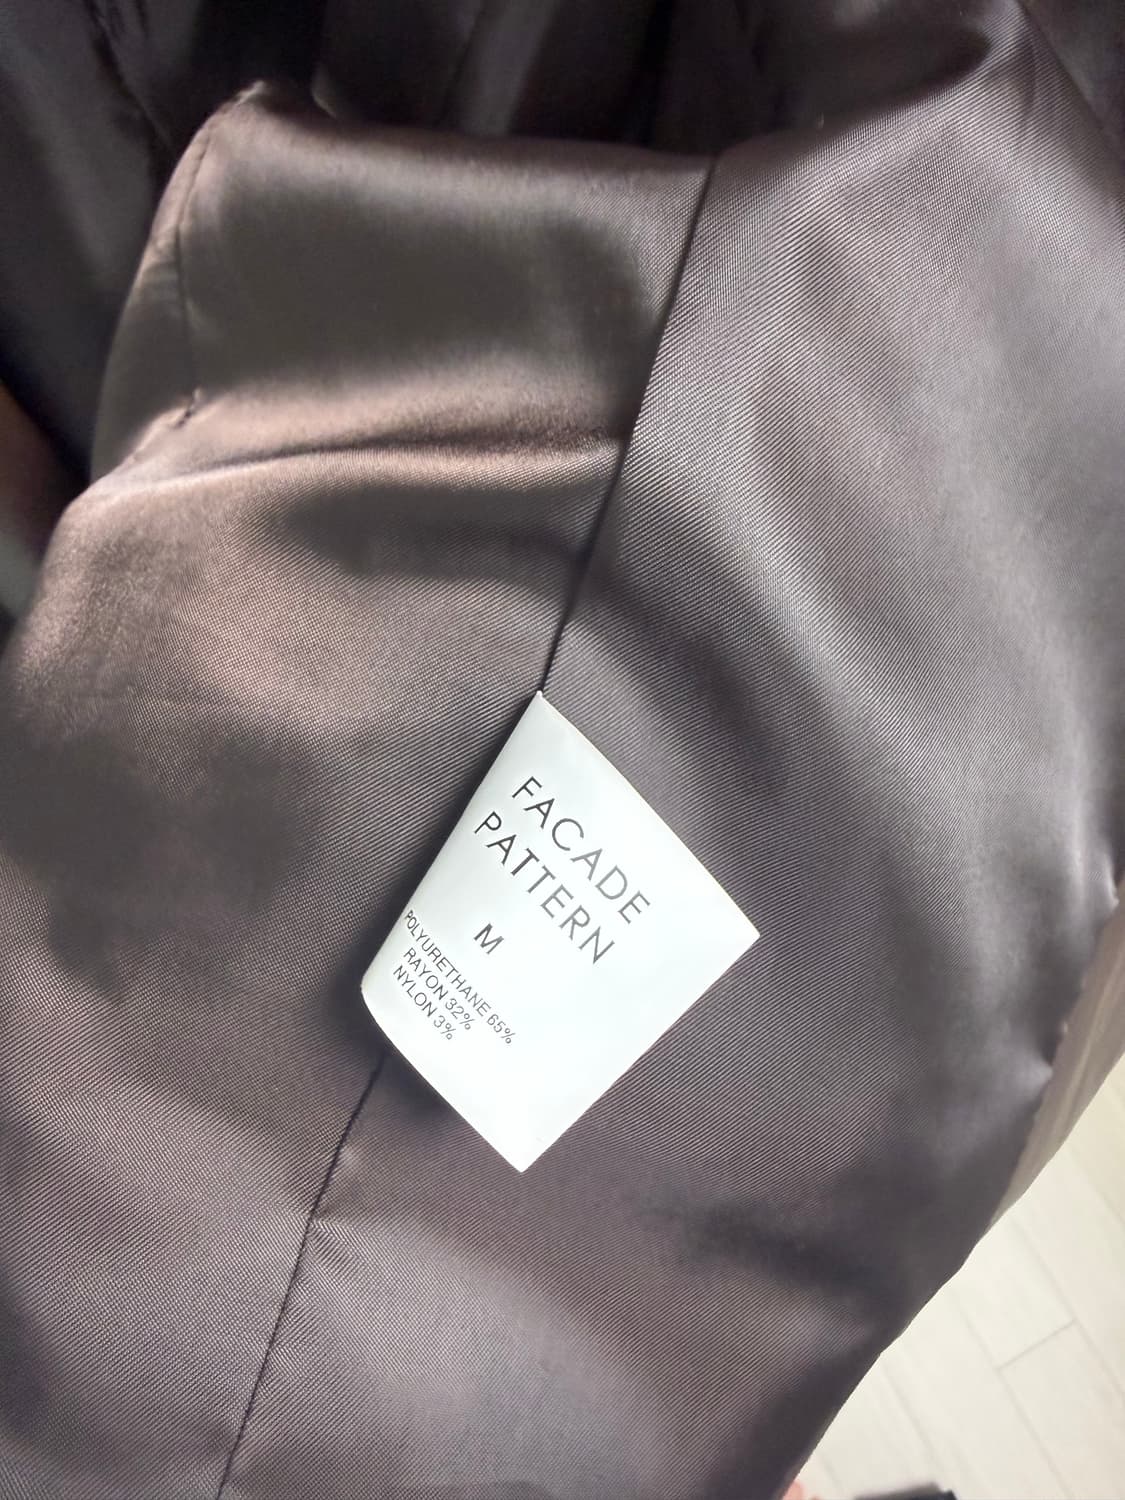 FACADE
PATTERN
M
POLYURETHANE 65%
RAYON 32%
NYLON 3%